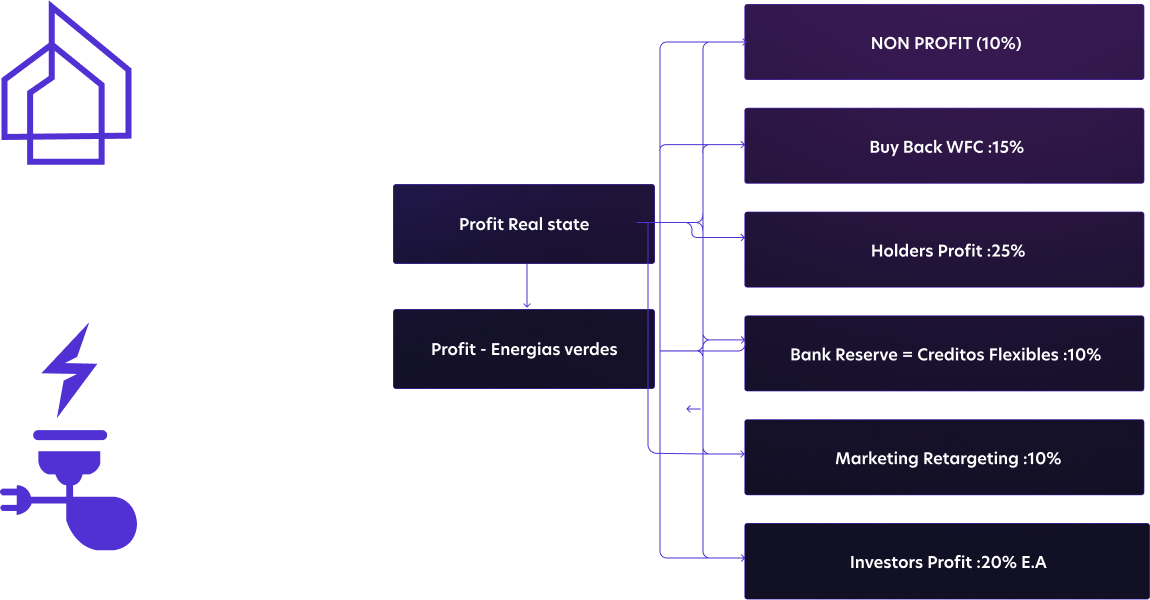 NON PROFIT (10%)
Buy Back WFC :15%
Profit Real state
Holders Profit :25%
Profit - Energias verdes
Bank Reserve = Creditos Flexibles :10%
Marketing Retargeting :10%
Investors Profit :20% E.A